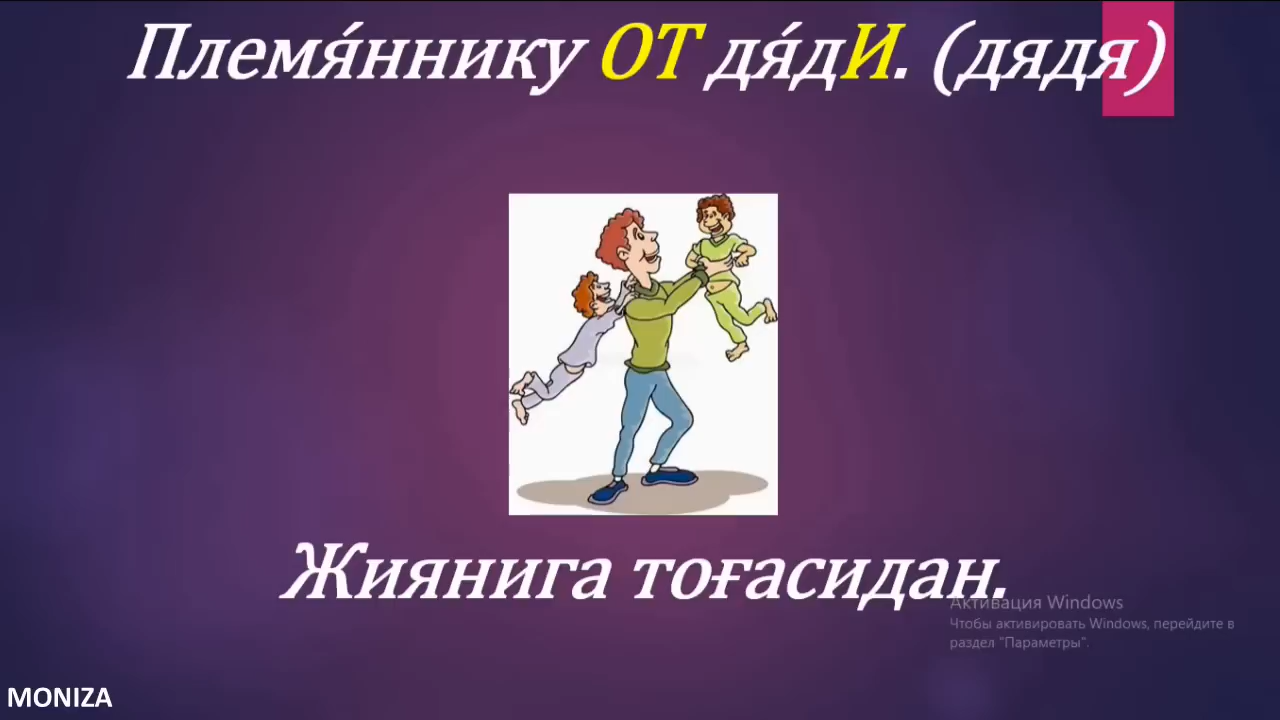 Племя́ннику ОТ дя́дИ. (дядя)
Жиянига тоғасидан.
Активация Windows
Чтобы активировать Windows, перейдите в
раздел "Параметры".
MONIZA